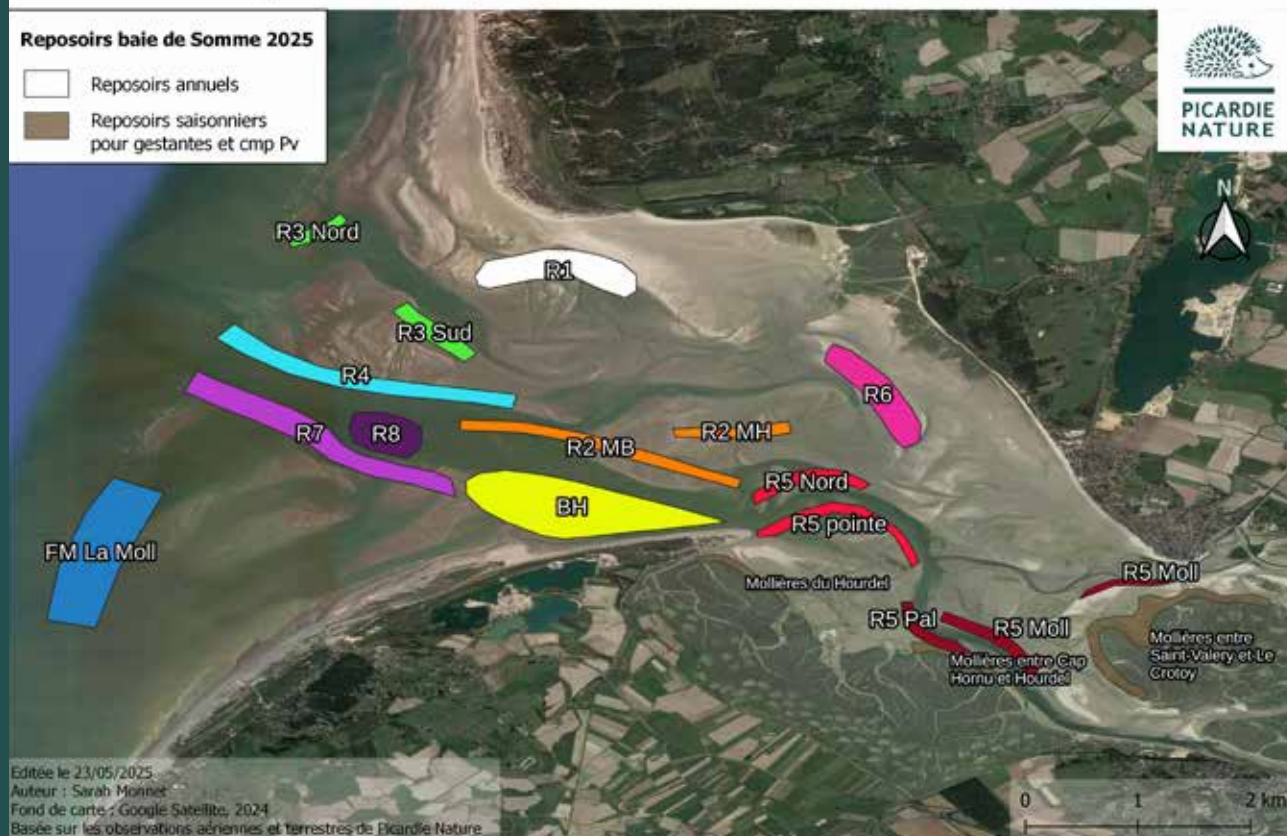 Reposoirs baie de Somme 2025
Reposoirs annuels
Reposoirs saisonniers
pour gestantes et cmp Pv
PICARDIE
NATURE
N
R3 Nord
R1
R3 Sud
R4
R6
R7
R8
R2 MB
R2 MH
R5 Nord
BH
R5 pointe
FM La Moll
Mollières du Hourdel
R5 Moll
R5 Pal
R5 Moll
Mollières entre
Saint-Valery et Le
Crotoy
Mollières entre Cap
Hornu et Hourdel
Editée le 23/05/2025
Auteur : Sarah Monnet
Fond de carte : Google Satellite, 2024
Basée sur les observations aériennes et terrestres de Picardie Nature
0 1 2 km